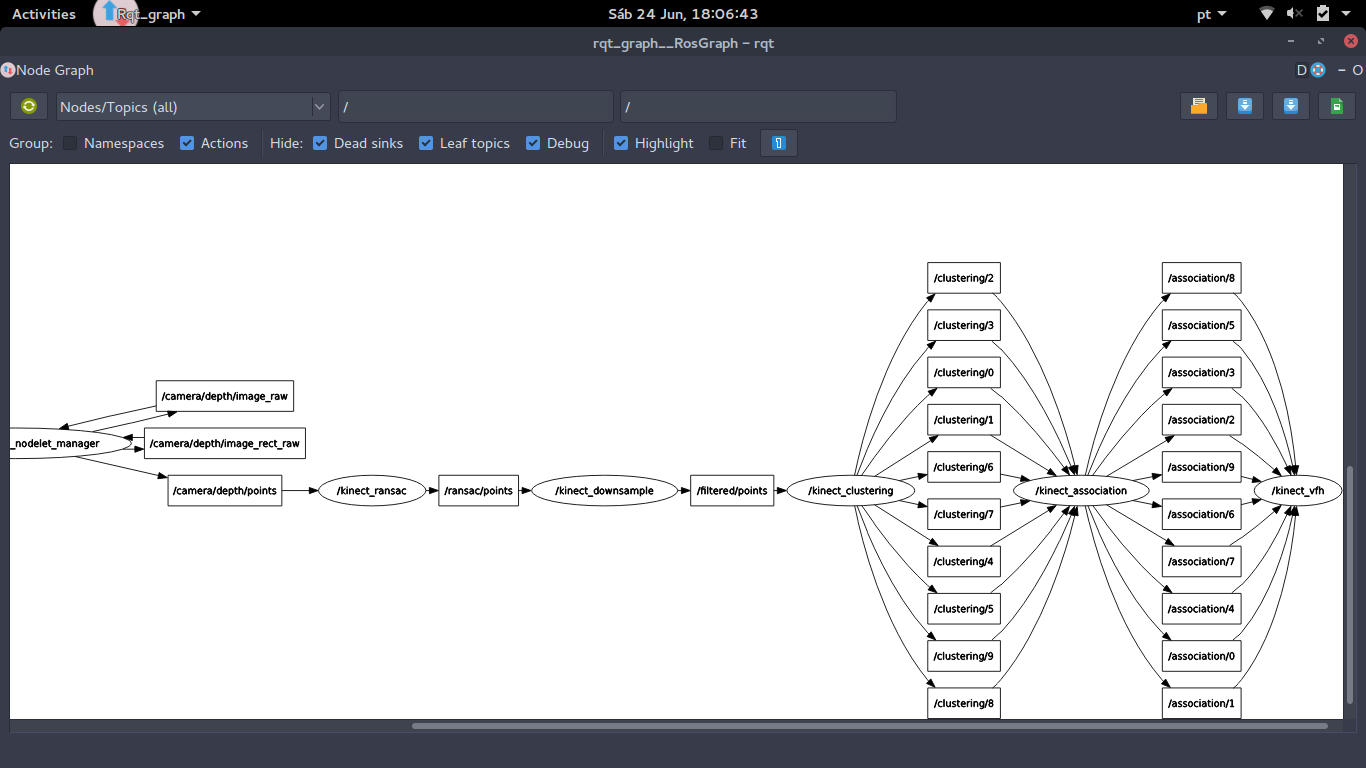 Activities
Rqt_graph
Sáb 24 Jun, 18:06:43
pt
rqt_graph__RosGraph - rqt
Node Graph
D
- O
Nodes/Topics (all)
/
/
Group:
Namespaces
Actions
Hide:
Dead sinks
Leaf topics
Debug
Highlight
Fit
_nodelet_manager
/camera/depth/image_raw
/camera/depth/image_rect_raw
/camera/depth/points
/kinect_ransac
/ransac/points
/kinect_downsample
/filtered/points
/kinect_clustering
/clustering/2
/clustering/3
/clustering/0
/clustering/1
/clustering/6
/clustering/7
/clustering/4
/clustering/5
/clustering/9
/clustering/8
/kinect_association
/association/8
/association/5
/association/3
/association/2
/association/9
/association/6
/association/7
/association/4
/association/0
/association/1
/kinect_vfh